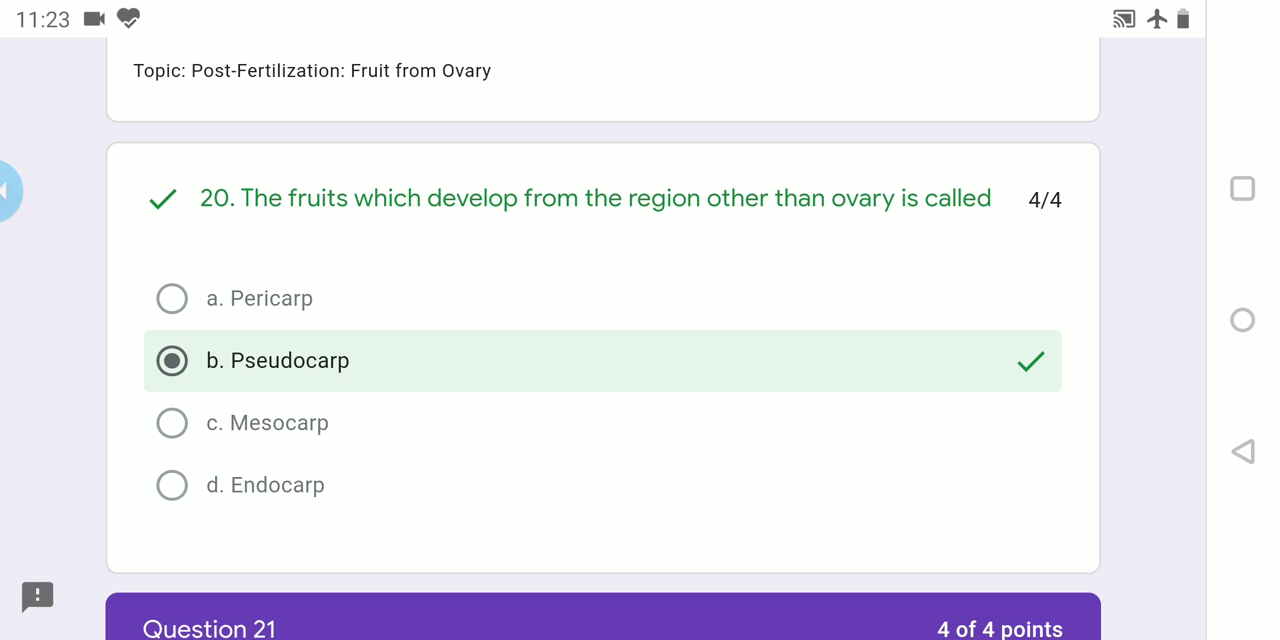 11:23
Topic: Post-Fertilization: Fruit from Ovary
20. The fruits which develop from the region other than ovary is called
4/4
a. Pericarp
b. Pseudocarp
c. Mesocarp
d. Endocarp
Question 21
4 of 4 points